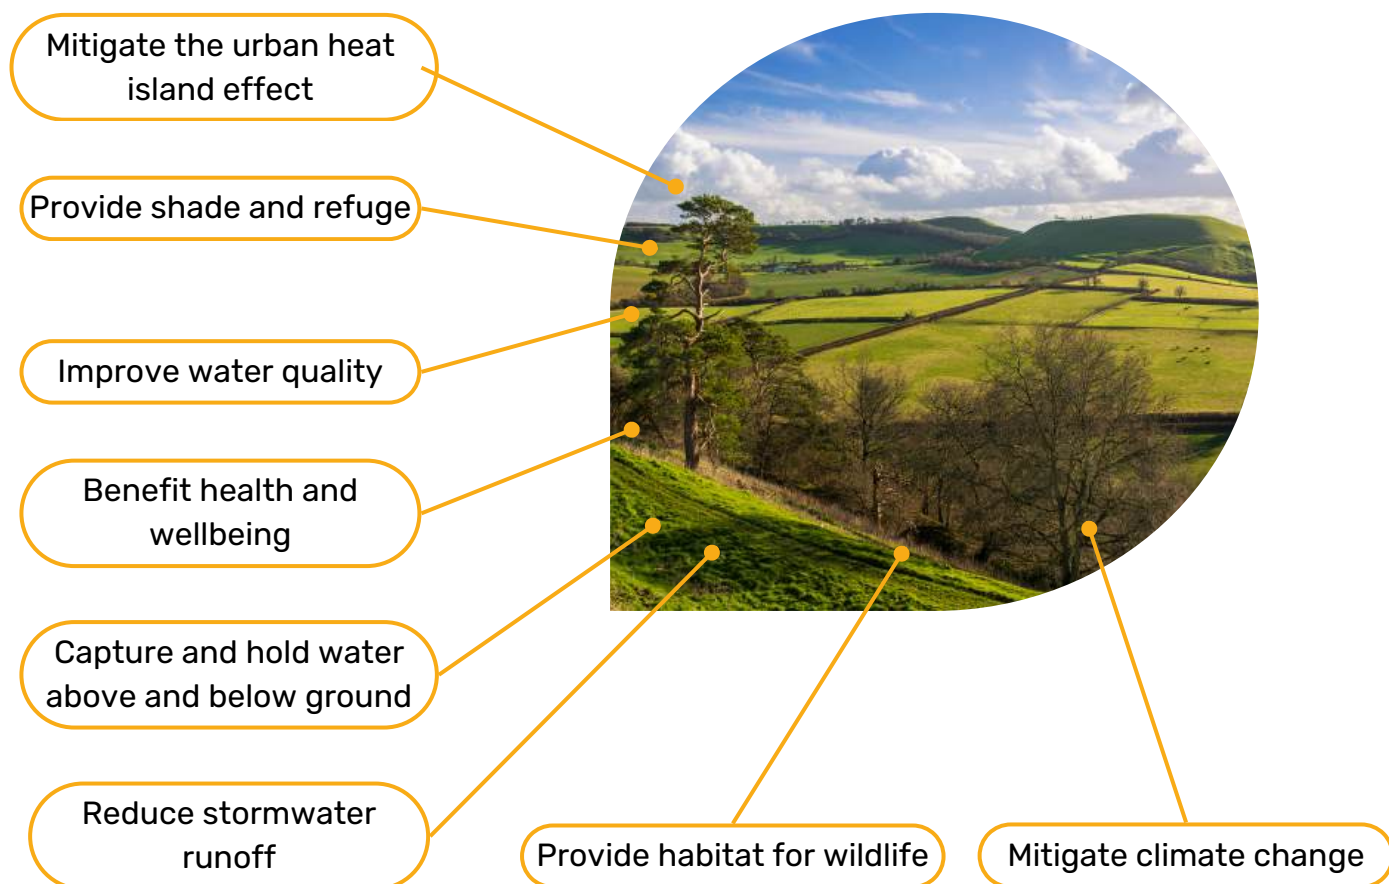 Mitigate the urban heat
island effect
Provide shade and refuge
Improve water quality
Benefit health and
wellbeing
Capture and hold water
above and below ground
Reduce stormwater
runoff
Provide habitat for wildlife
Mitigate climate change